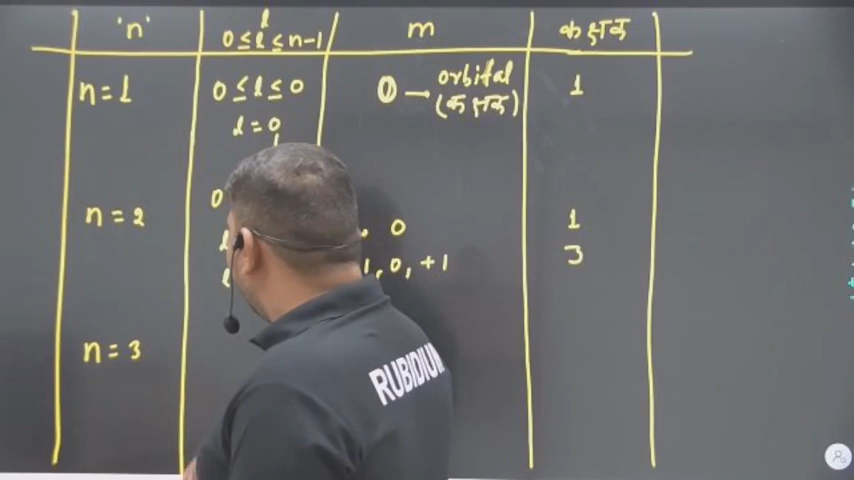 'n'
l
0 ≤ l ≤ n-1
m
कक्षक
n = 1
0 ≤ l ≤ 0
0 → orbital
(कक्षक)
1
l = 0
n = 2
0
0
1
1, 0, +1
3
n = 3
RUBIDIUM